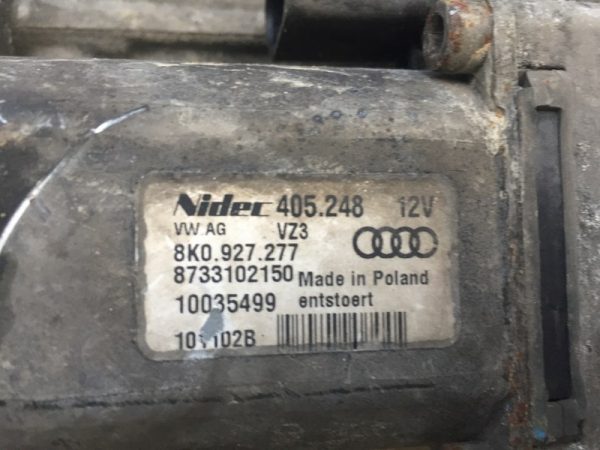 Nidec 405.248 12V
VW AG VZ3
8K0.927.277
8733102150 Made in Poland
10035499 entstoert